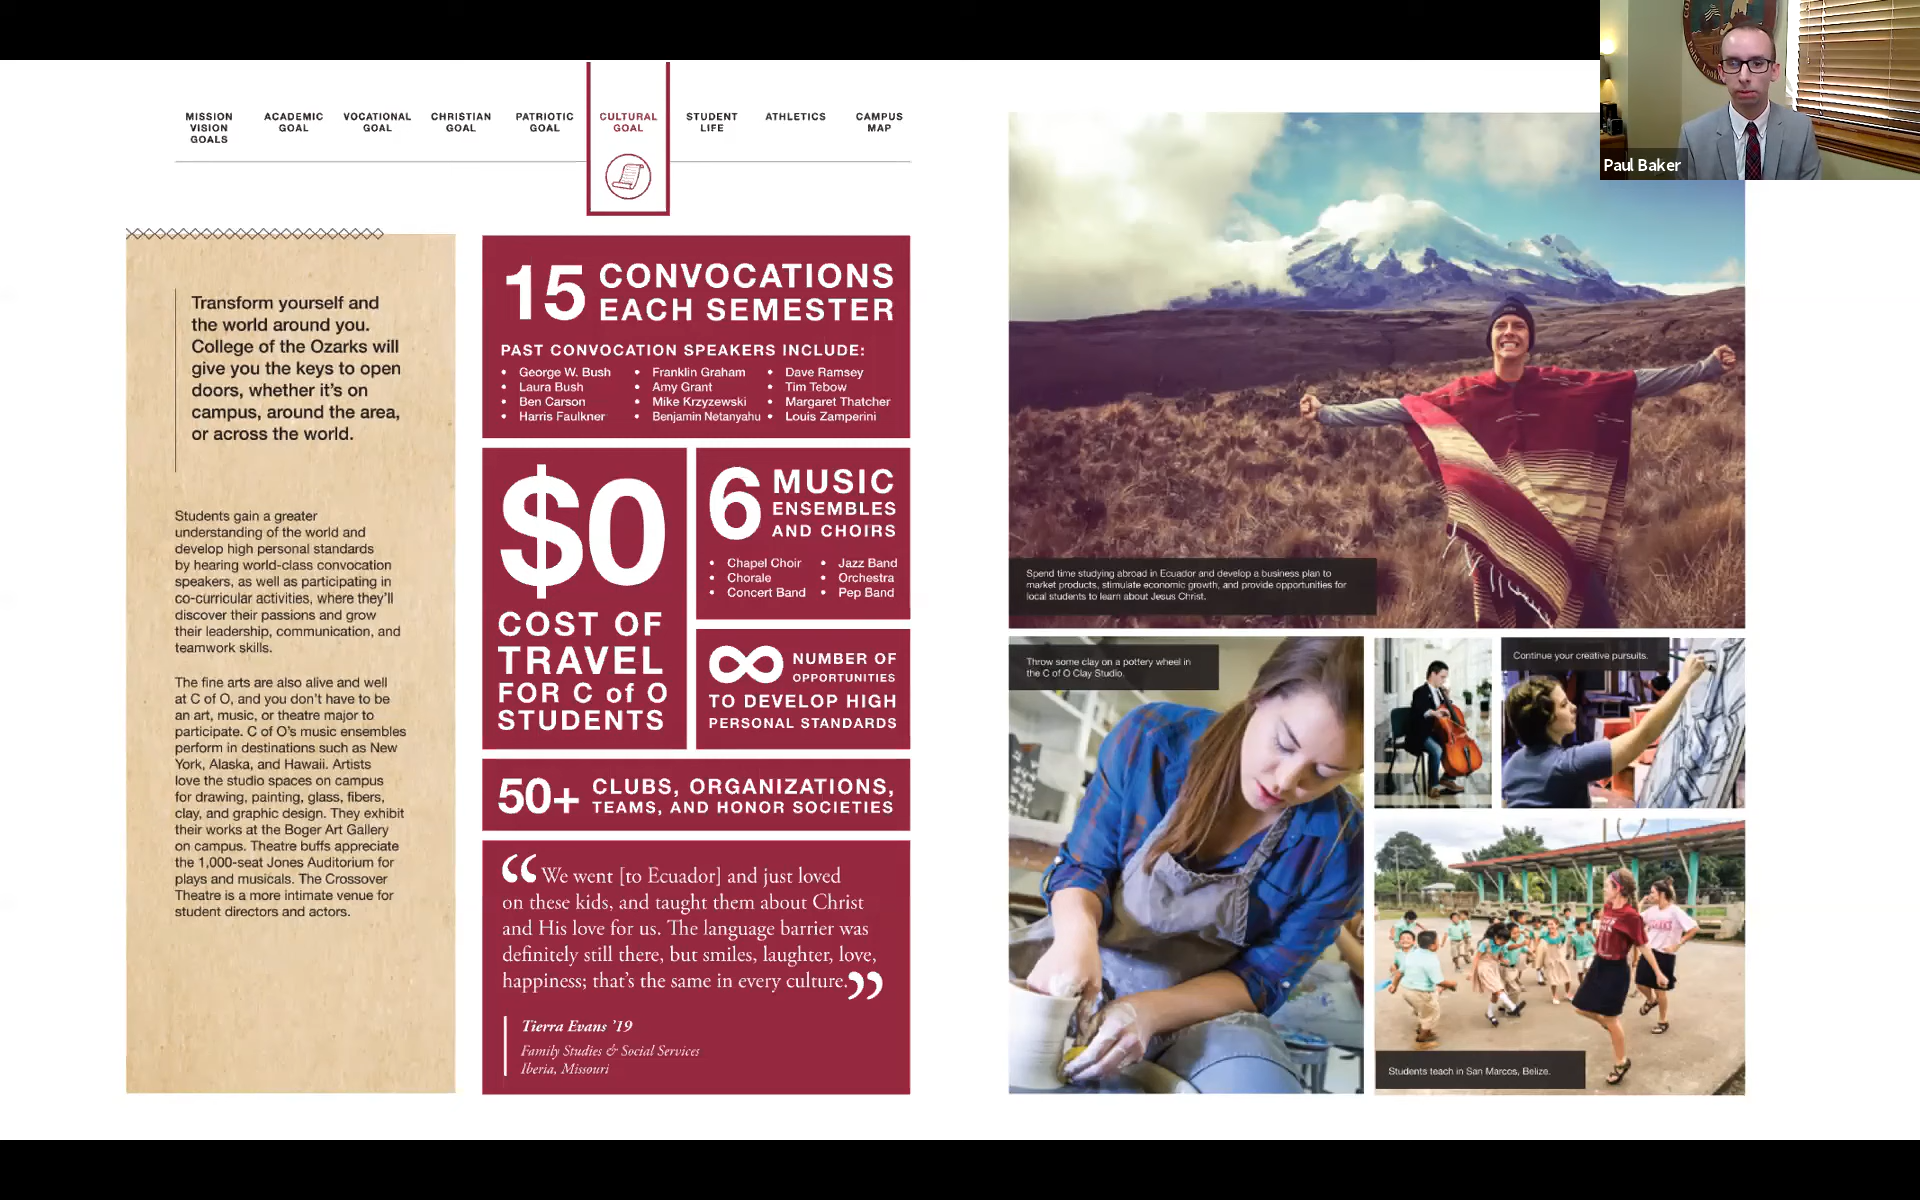 MISSION
VISION
GOALS
ACADEMIC
GOAL
VOCATIONAL
GOAL
CHRISTIAN
GOAL
PATRIOTIC
GOAL
CULTURAL
GOAL
STUDENT
LIFE
ATHLETICS
CAMPUS
MAP
Paul Baker
Transform yourself and
the world around you.
College of the Ozarks will
give you the keys to open
doors, whether it's on
campus, around the area,
or across the world.
Students gain a greater
understanding of the world and
develop high personal standards
by hearing world-class convocation
speakers, as well as participating in
co-curricular activities, where they'll
discover their passions and grow
their leadership, communication, and
teamwork skills.
The fine arts are also alive and well
at C of O, and you don't have to be
an art, music, or theatre major to
participate. C of O's music ensembles
perform in destinations such as New
York, Alaska, and Hawaii. Artists
love the studio spaces on campus
for drawing, painting, glass, fibers,
clay, and graphic design. They exhibit
their works at the Boger Art Gallery
on campus. Theatre buffs appreciate
the 1,000-seat Jones Auditorium for
plays and musicals. The Crossover
Theatre is a more intimate venue for
student directors and actors.
15 CONVOCATIONS
EACH SEMESTER
PAST CONVOCATION SPEAKERS INCLUDE:
• George W. Bush • Franklin Graham • Dave Ramsey
• Laura Bush • Amy Grant • Tim Tebow
• Ben Carson • Mike Krzyzewski • Margaret Thatcher
• Harris Faulkner • Benjamin Netanyahu • Louis Zamperini
$0
COST OF
TRAVEL
FOR C of O
STUDENTS
6 MUSIC
ENSEMBLES
AND CHOIRS
• Chapel Choir • Jazz Band
• Chorale • Orchestra
• Concert Band • Pep Band
∞ NUMBER OF
OPPORTUNITIES
TO DEVELOP HIGH
PERSONAL STANDARDS
50+ CLUBS, ORGANIZATIONS,
TEAMS, AND HONOR SOCIETIES
“We went [to Ecuador] and just loved
on these kids, and taught them about Christ
and His love for us. The language barrier was
definitely still there, but smiles, laughter, love,
happiness; that's the same in every culture.”
Tierra Evans '19
Family Studies & Social Services
Iberia, Missouri
Spend time studying abroad in Ecuador and develop a business plan to
market products, stimulate economic growth, and provide opportunities for
local students to learn about Jesus Christ.
Throw some clay on a pottery wheel in
the C of O Clay Studio.
Continue your creative pursuits.
Students teach in San Marcos, Belize.